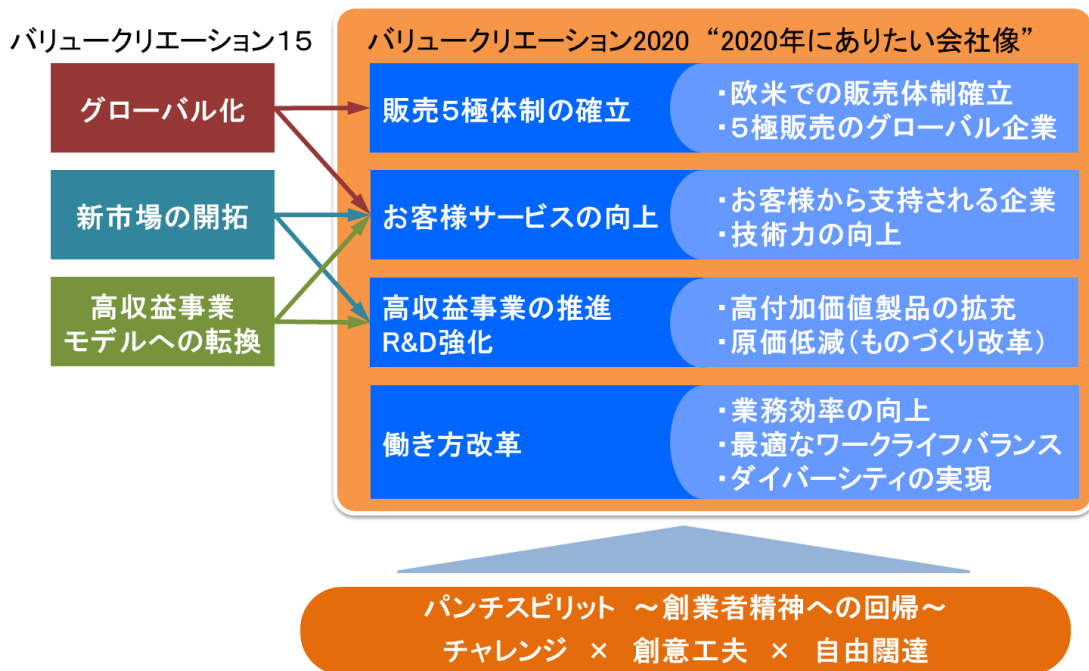 バリュークリエーション15
バリュークリエーション2020 “2020年にありたい会社像”
グローバル化
新市場の開拓
高収益事業
モデルへの転換
販売5極体制の確立
・欧米での販売体制確立
・5極販売のグローバル企業
お客様サービスの向上
・お客様から支持される企業
・技術力の向上
高収益事業の推進
R&D強化
・高付加価値製品の拡充
・原価低減(ものづくり改革)
働き方改革
・業務効率の向上
・最適なワークライフバランス
・ダイバーシティの実現
パンチスピリット ～創業者精神への回帰～
チャレンジ × 創意工夫 × 自由闊達